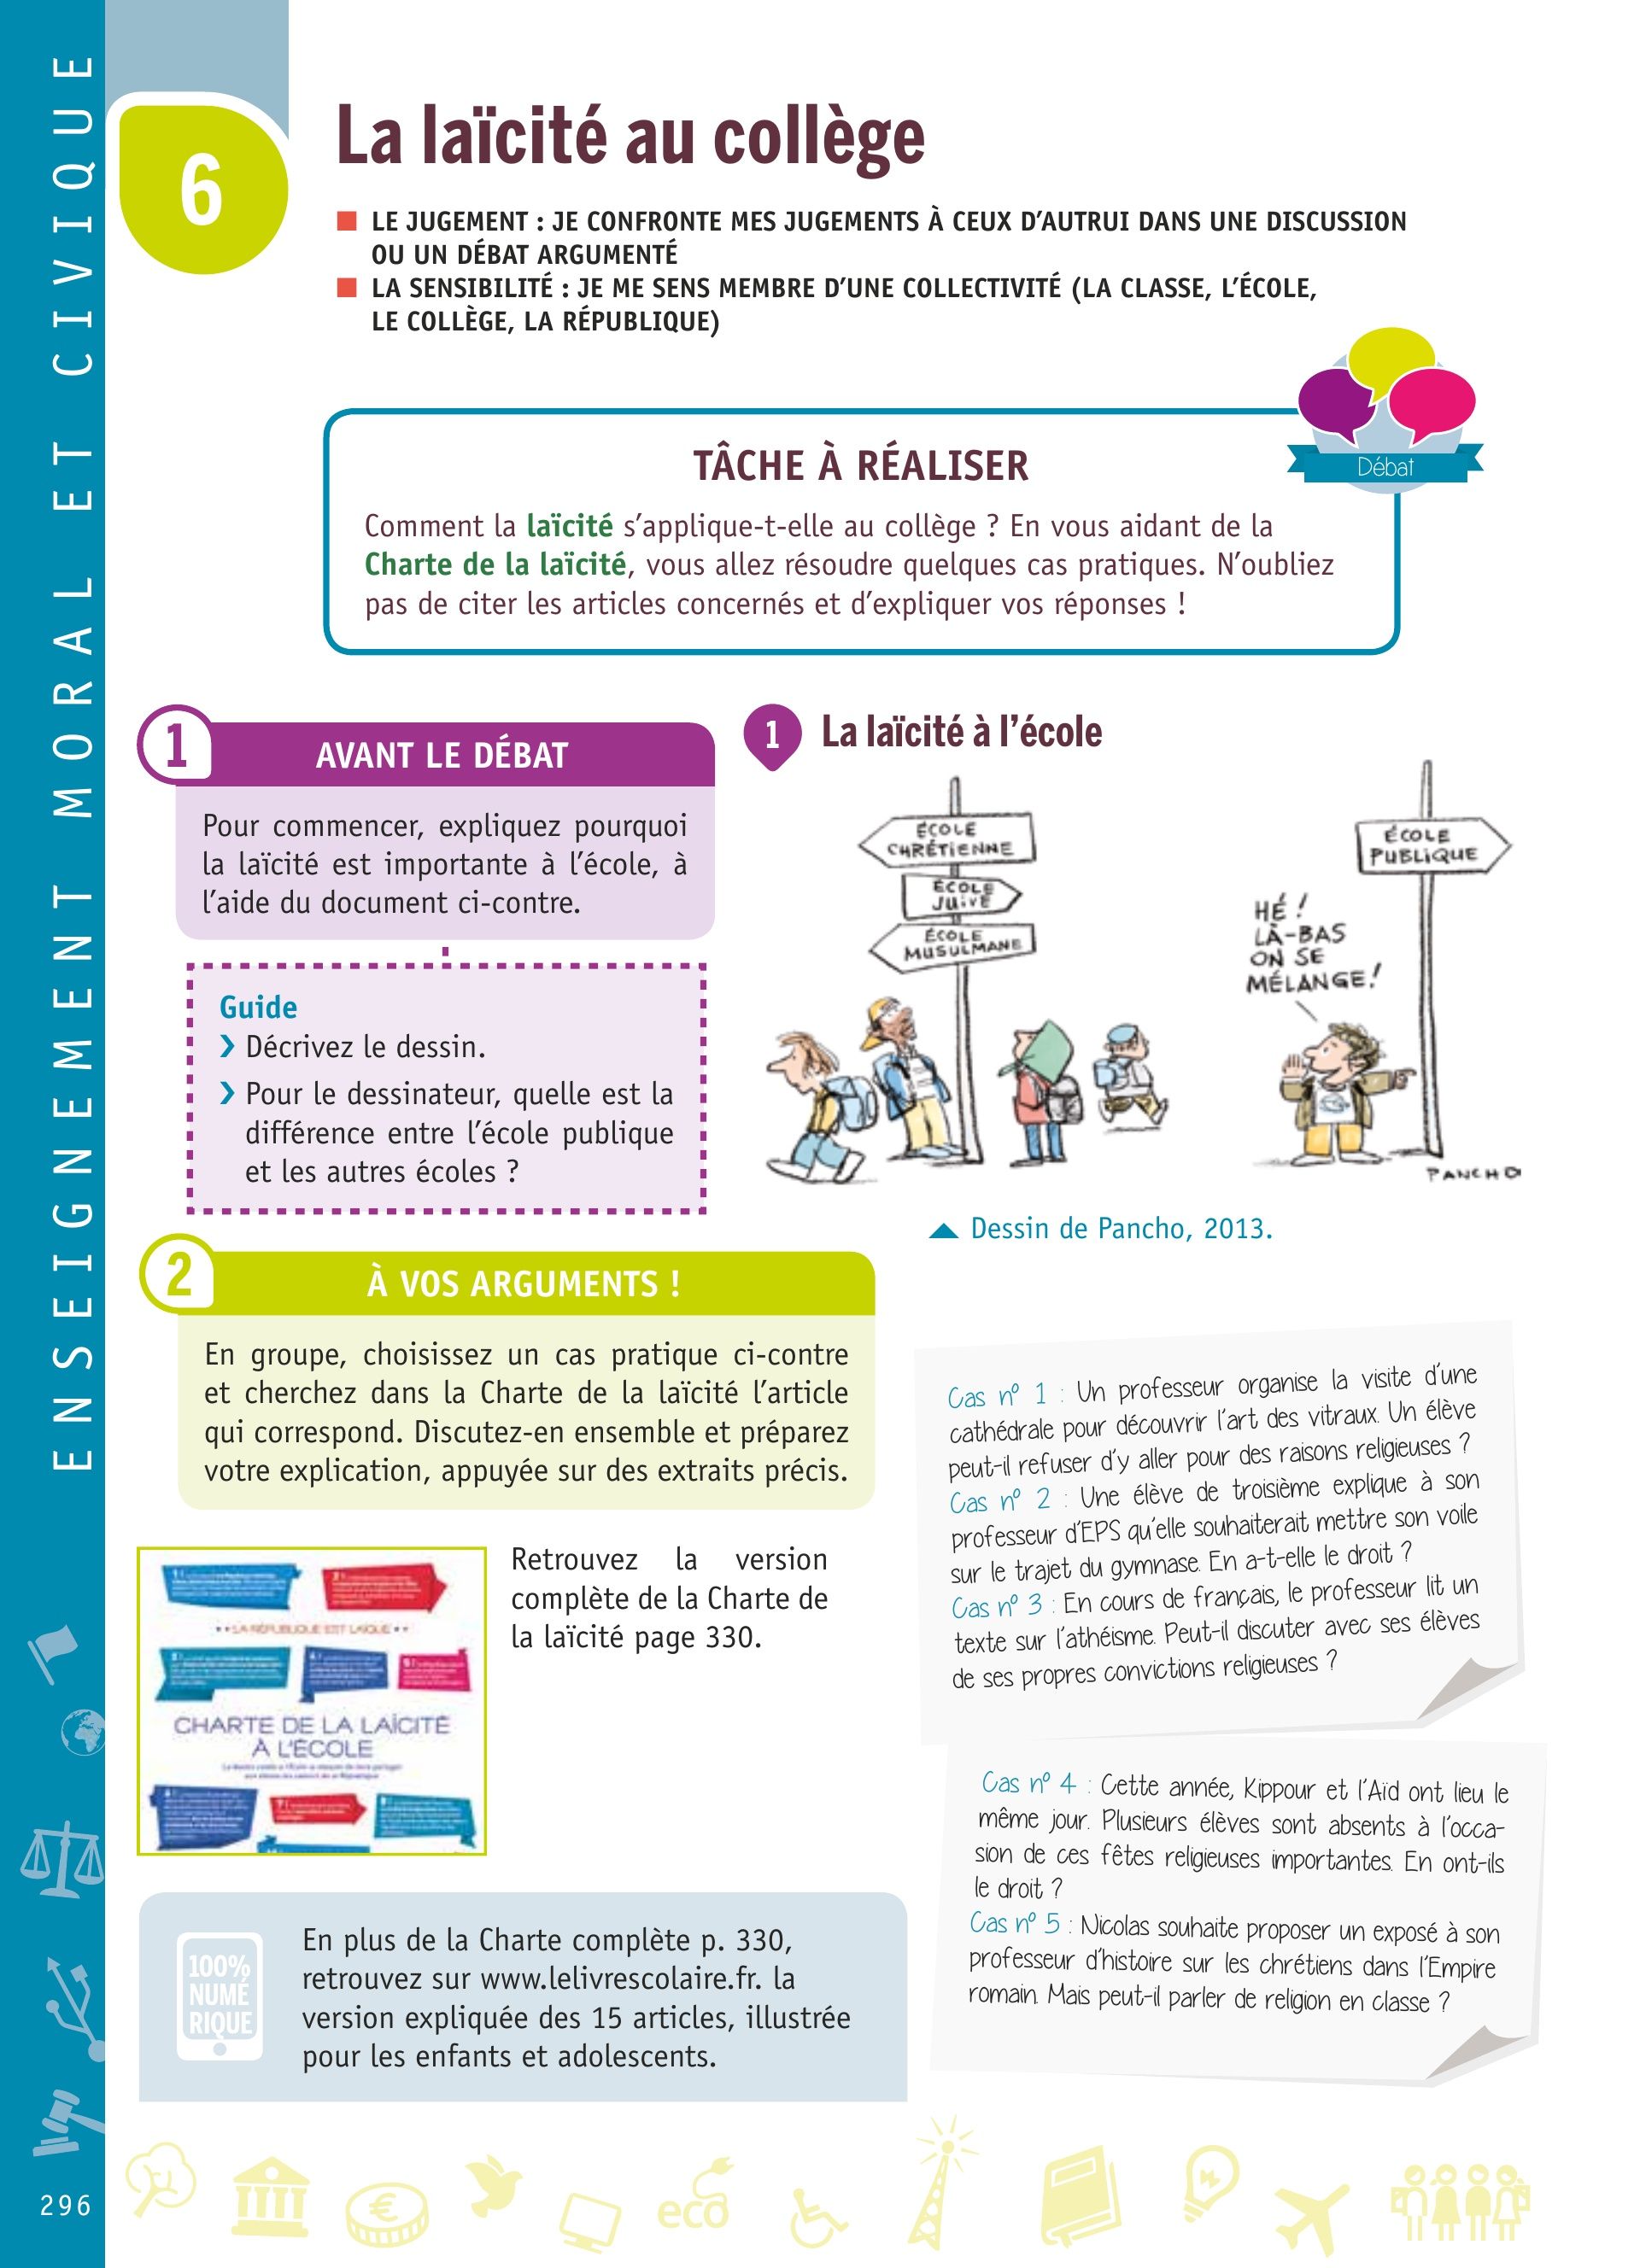 ENSEIGNEMENT MORAL ET CIVIQUE
6
La laïcité au collège
LE JUGEMENT : JE CONFRONTE MES JUGEMENTS À CEUX D’AUTRUI DANS UNE DISCUSSION
OU UN DÉBAT ARGUMENTÉ
LA SENSIBILITÉ : JE ME SENS MEMBRE D’UNE COLLECTIVITÉ (LA CLASSE, L’ÉCOLE,
LE COLLÈGE, LA RÉPUBLIQUE)
Débat
TÂCHE À RÉALISER
Comment la laïcité s’applique-t-elle au collège ? En vous aidant de la
Charte de la laïcité, vous allez résoudre quelques cas pratiques. N’oubliez
pas de citer les articles concernés et d’expliquer vos réponses !
1
AVANT LE DÉBAT
Pour commencer, expliquez pourquoi
la laïcité est importante à l’école, à
l’aide du document ci-contre.
Guide
› Décrivez le dessin.
› Pour le dessinateur, quelle est la
différence entre l’école publique
et les autres écoles ?
1 La laïcité à l’école
ÉCOLE
CHRÉTIENNE
ÉCOLE
JUIVE
ÉCOLE
MUSULMANE
ÉCOLE
PUBLIQUE
HÉ !
LÀ-BAS
ON SE
MÉLANGE !
PANCHO
Dessin de Pancho, 2013.
2
À VOS ARGUMENTS !
En groupe, choisissez un cas pratique ci-contre
et cherchez dans la Charte de la laïcité l’article
qui correspond. Discutez-en ensemble et préparez
votre explication, appuyée sur des extraits précis.
LA RÉPUBLIQUE EST LAÏQUE
CHARTE DE LA LAÏCITÉ
À L’ÉCOLE
Retrouvez la version
complète de la Charte de
la laïcité page 330.
Cas nº 1 : Un professeur organise la visite d’une
cathédrale pour découvrir l’art des vitraux. Un élève
peut-il refuser d’y aller pour des raisons religieuses ?
Cas nº 2 : Une élève de troisième explique à son
professeur d’EPS qu’elle souhaiterait mettre son voile
sur le trajet du gymnase. En a-t-elle le droit ?
Cas nº 3 : En cours de français, le professeur lit un
texte sur l’athéisme. Peut-il discuter avec ses élèves
de ses propres convictions religieuses ?
Cas nº 4 : Cette année, Kippour et l’Aïd ont lieu le
même jour. Plusieurs élèves sont absents à l’occa-
sion de ces fêtes religieuses importantes. En ont-ils
le droit ?
Cas nº 5 : Nicolas souhaite proposer un exposé à son
professeur d’histoire sur les chrétiens dans l’Empire
romain. Mais peut-il parler de religion en classe ?
100%
NUMÉ
RIQUE
En plus de la Charte complète p. 330,
retrouvez sur www.lelivrescolaire.fr. la
version expliquée des 15 articles, illustrée
pour les enfants et adolescents.
eco
296